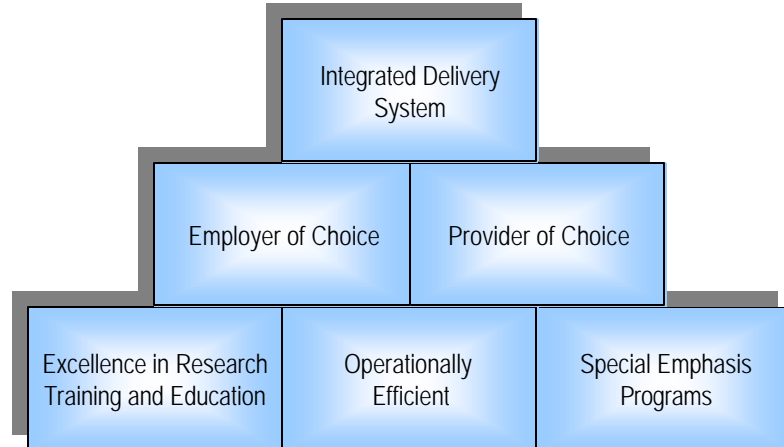 Integrated Delivery
System
Employer of Choice
Provider of Choice
Excellence in Research
Training and Education
Operationally
Efficient
Special Emphasis
Programs